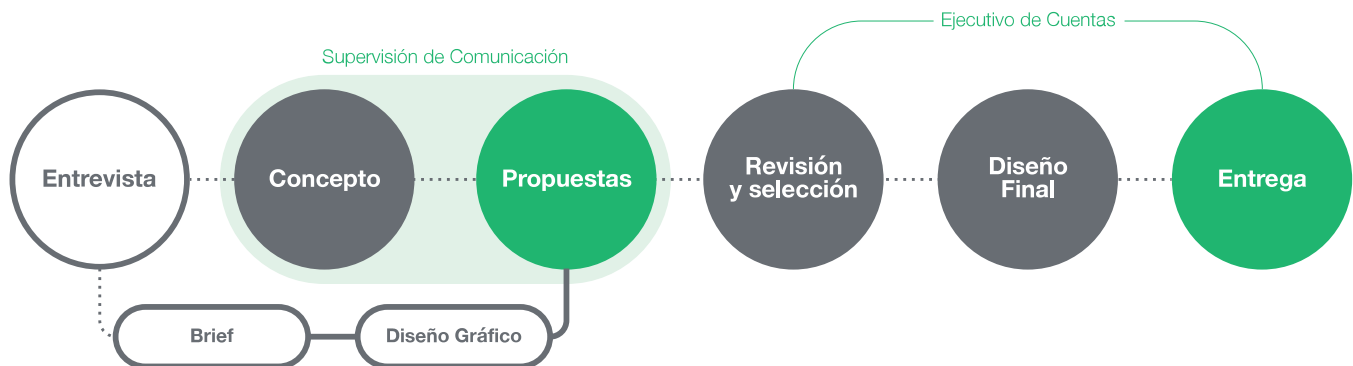 Ejecutivo de Cuentas
Supervisión de Comunicación
Entrevista
Concepto
Propuestas
Revisión
y selección
Diseño
Final
Entrega
Brief
Diseño Gráfico